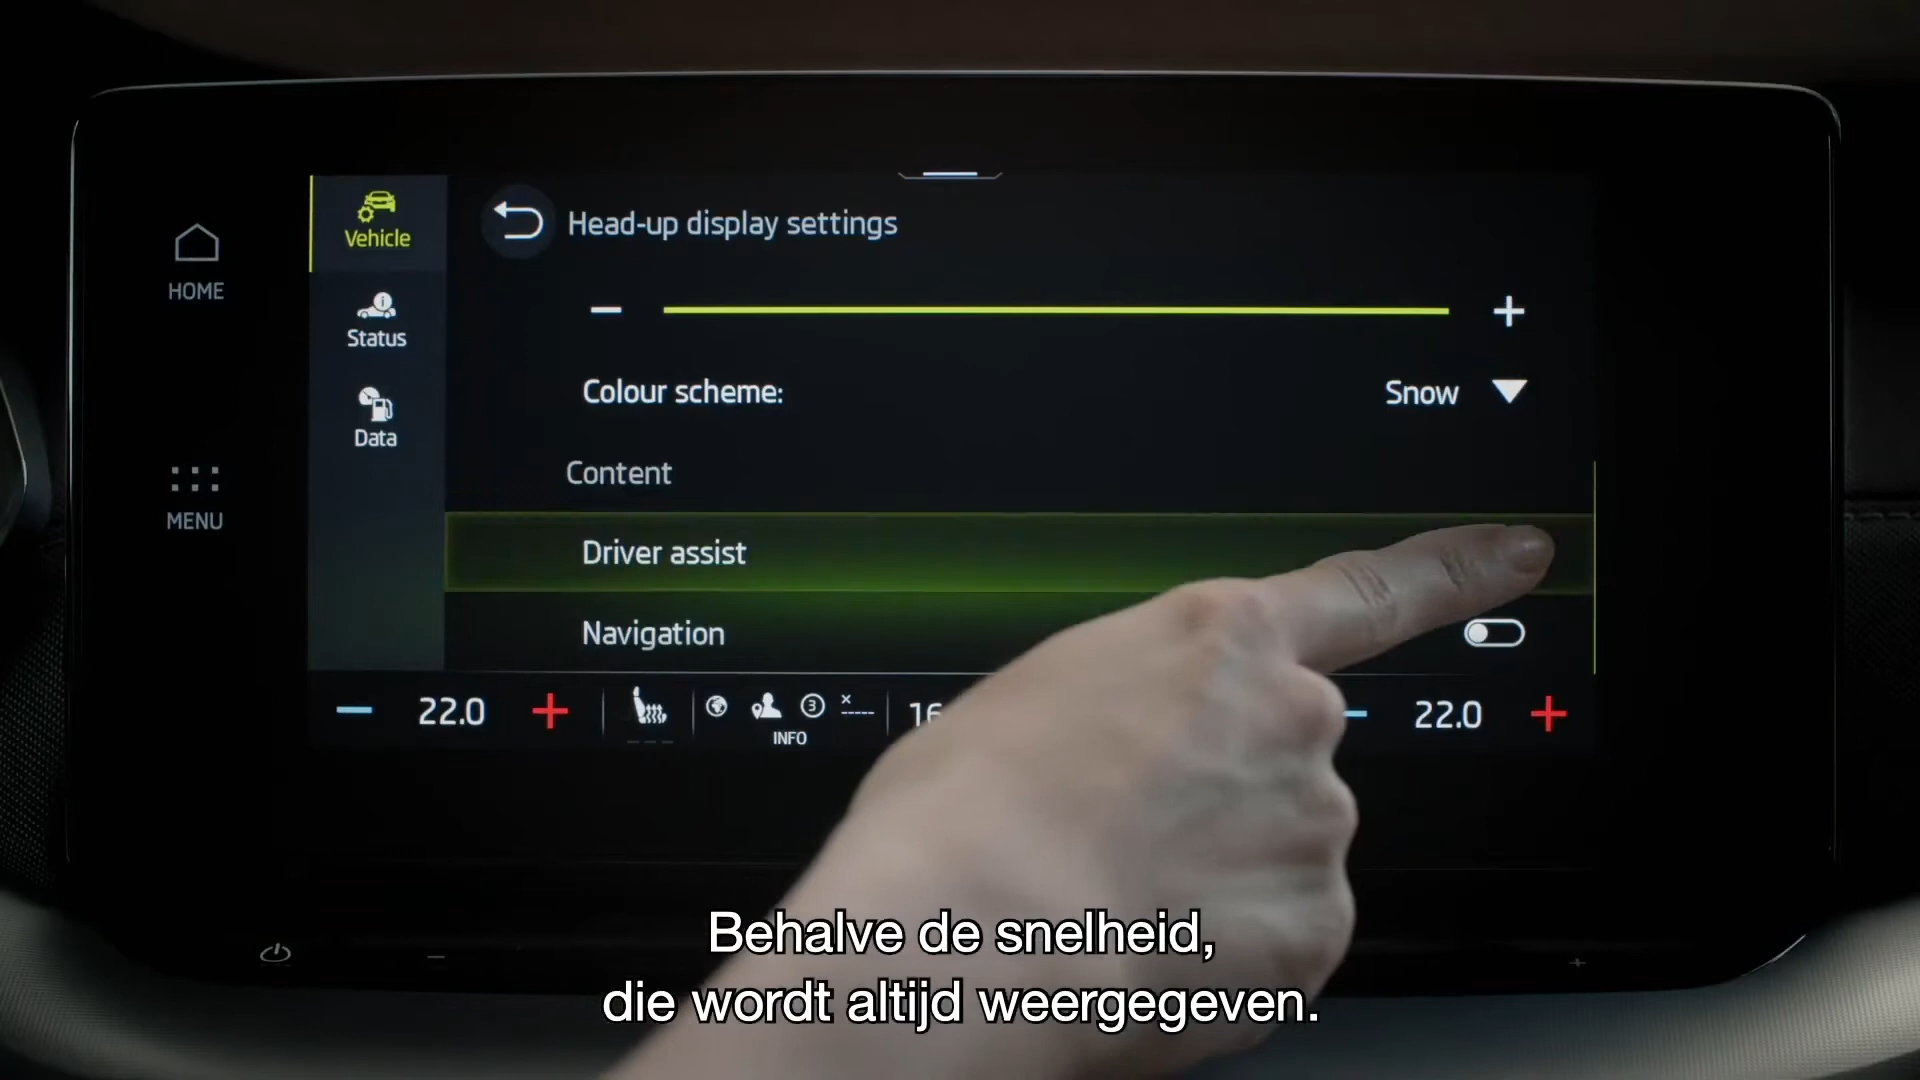 HOME
MENU
Vehicle
Status
Data
Head-up display settings
Colour scheme:
Snow
Content
Driver assist
Navigation
22.0
3
INFO
22.0
Behalve de snelheid,
die wordt altijd weergegeven.